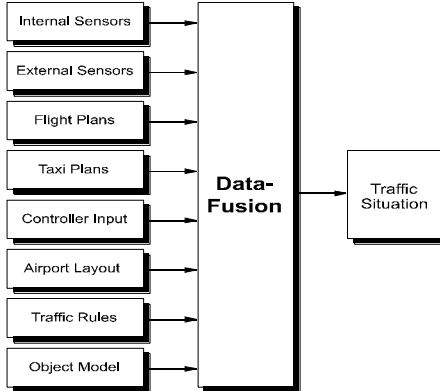 Internal Sensors
External Sensors
Flight Plans
Taxi Plans
Controller Input
Airport Layout
Traffic Rules
Object Model
Data-
Fusion
Traffic
Situation